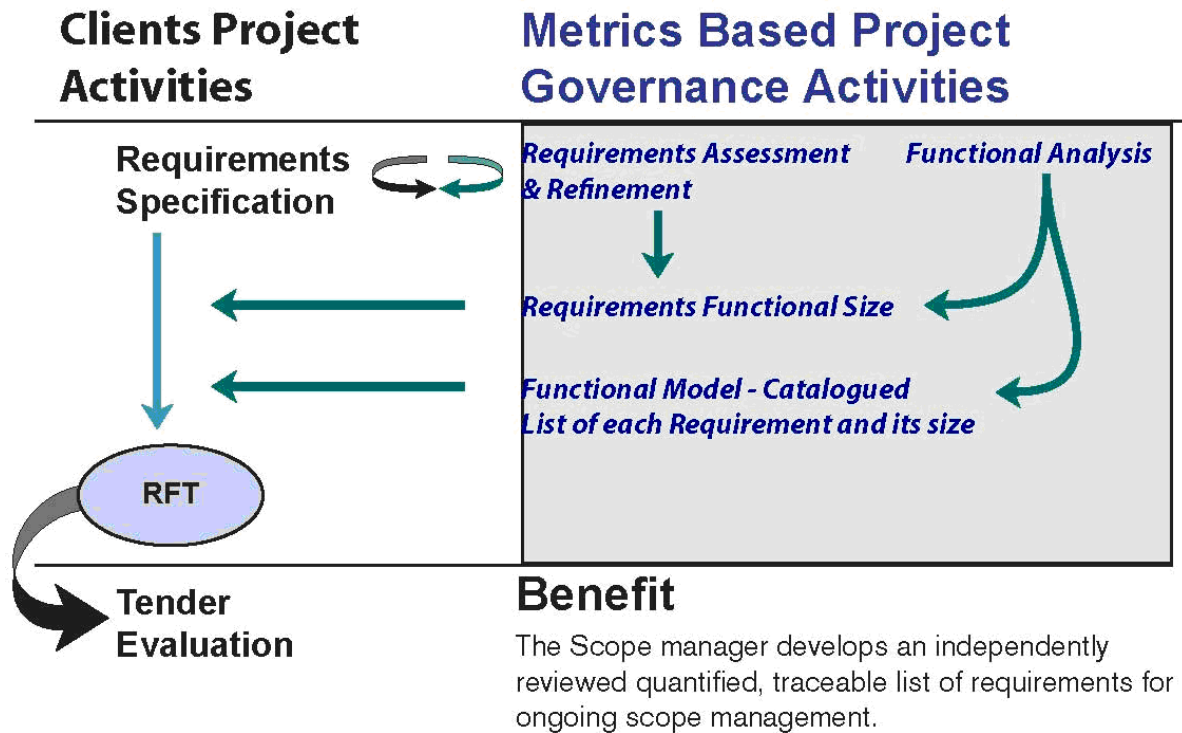 Clients Project
Activities
Metrics Based Project
Governance Activities
Requirements
Specification
Requirements Assessment
& Refinement
Functional Analysis
Requirements Functional Size
Functional Model - Catalogued
List of each Requirement and its size
RFT
Tender
Evaluation
Benefit
The Scope manager develops an independently
reviewed quantified, traceable list of requirements for
ongoing scope management.